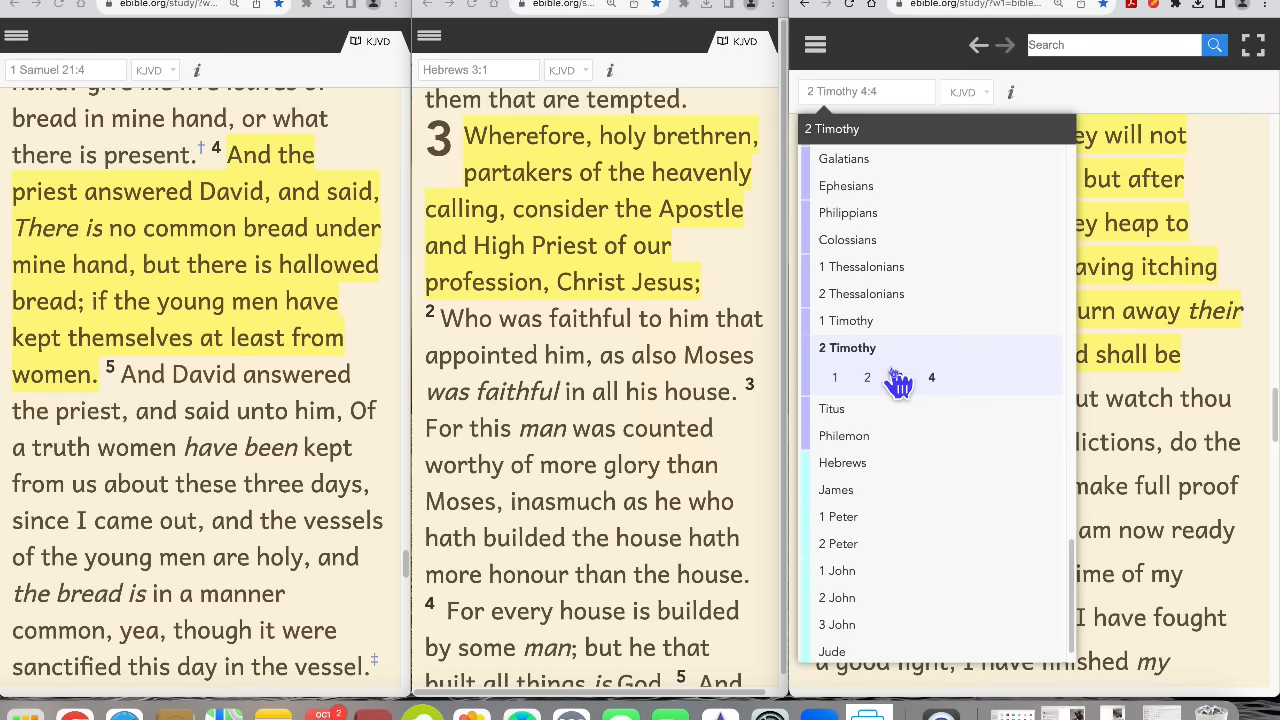 ebible.org/study/?w…
KJVD
1 Samuel 21:4
KJVD
i
bread in mine hand, or what
there is present.† 4 And the
priest answered David, and said,
There is no common bread under
mine hand, but there is hallowed
bread; if the young men have
kept themselves at least from
women. 5 And David answered
the priest, and said unto him, Of
a truth women have been kept
from us about these three days,
since I came out, and the vessels
of the young men are holy, and
the bread is in a manner
common, yea, though it were
sanctified this day in the vessel.‡
ebible.org/s…
KJVD
Hebrews 3:1
KJVD
i
them that are tempted.
3 Wherefore, holy brethren,
partakers of the heavenly
calling, consider the Apostle
and High Priest of our
profession, Christ Jesus;
2 Who was faithful to him that
appointed him, as also Moses
was faithful in all his house. 3
For this man was counted
worthy of more glory than
Moses, inasmuch as he who
hath builded the house hath
more honour than the house.
4 For every house is builded
by some man; but he that
built all things is God. 5 And
ebible.org/study/?w1=bible…
Search
2 Timothy 4:4
KJVD
i
2 Timothy
Galatians
Ephesians
Philippians
Colossians
1 Thessalonians
2 Thessalonians
1 Timothy
2 Timothy
1 2 4
Titus
Philemon
Hebrews
James
1 Peter
2 Peter
1 John
2 John
3 John
Jude
ey will not
but after
ey heap to
aving itching
urn away their
d shall be
ut watch thou
lictions, do the
make full proof
am now ready
ime of my
I have fought
a good fight, I have finished my
OCT 2